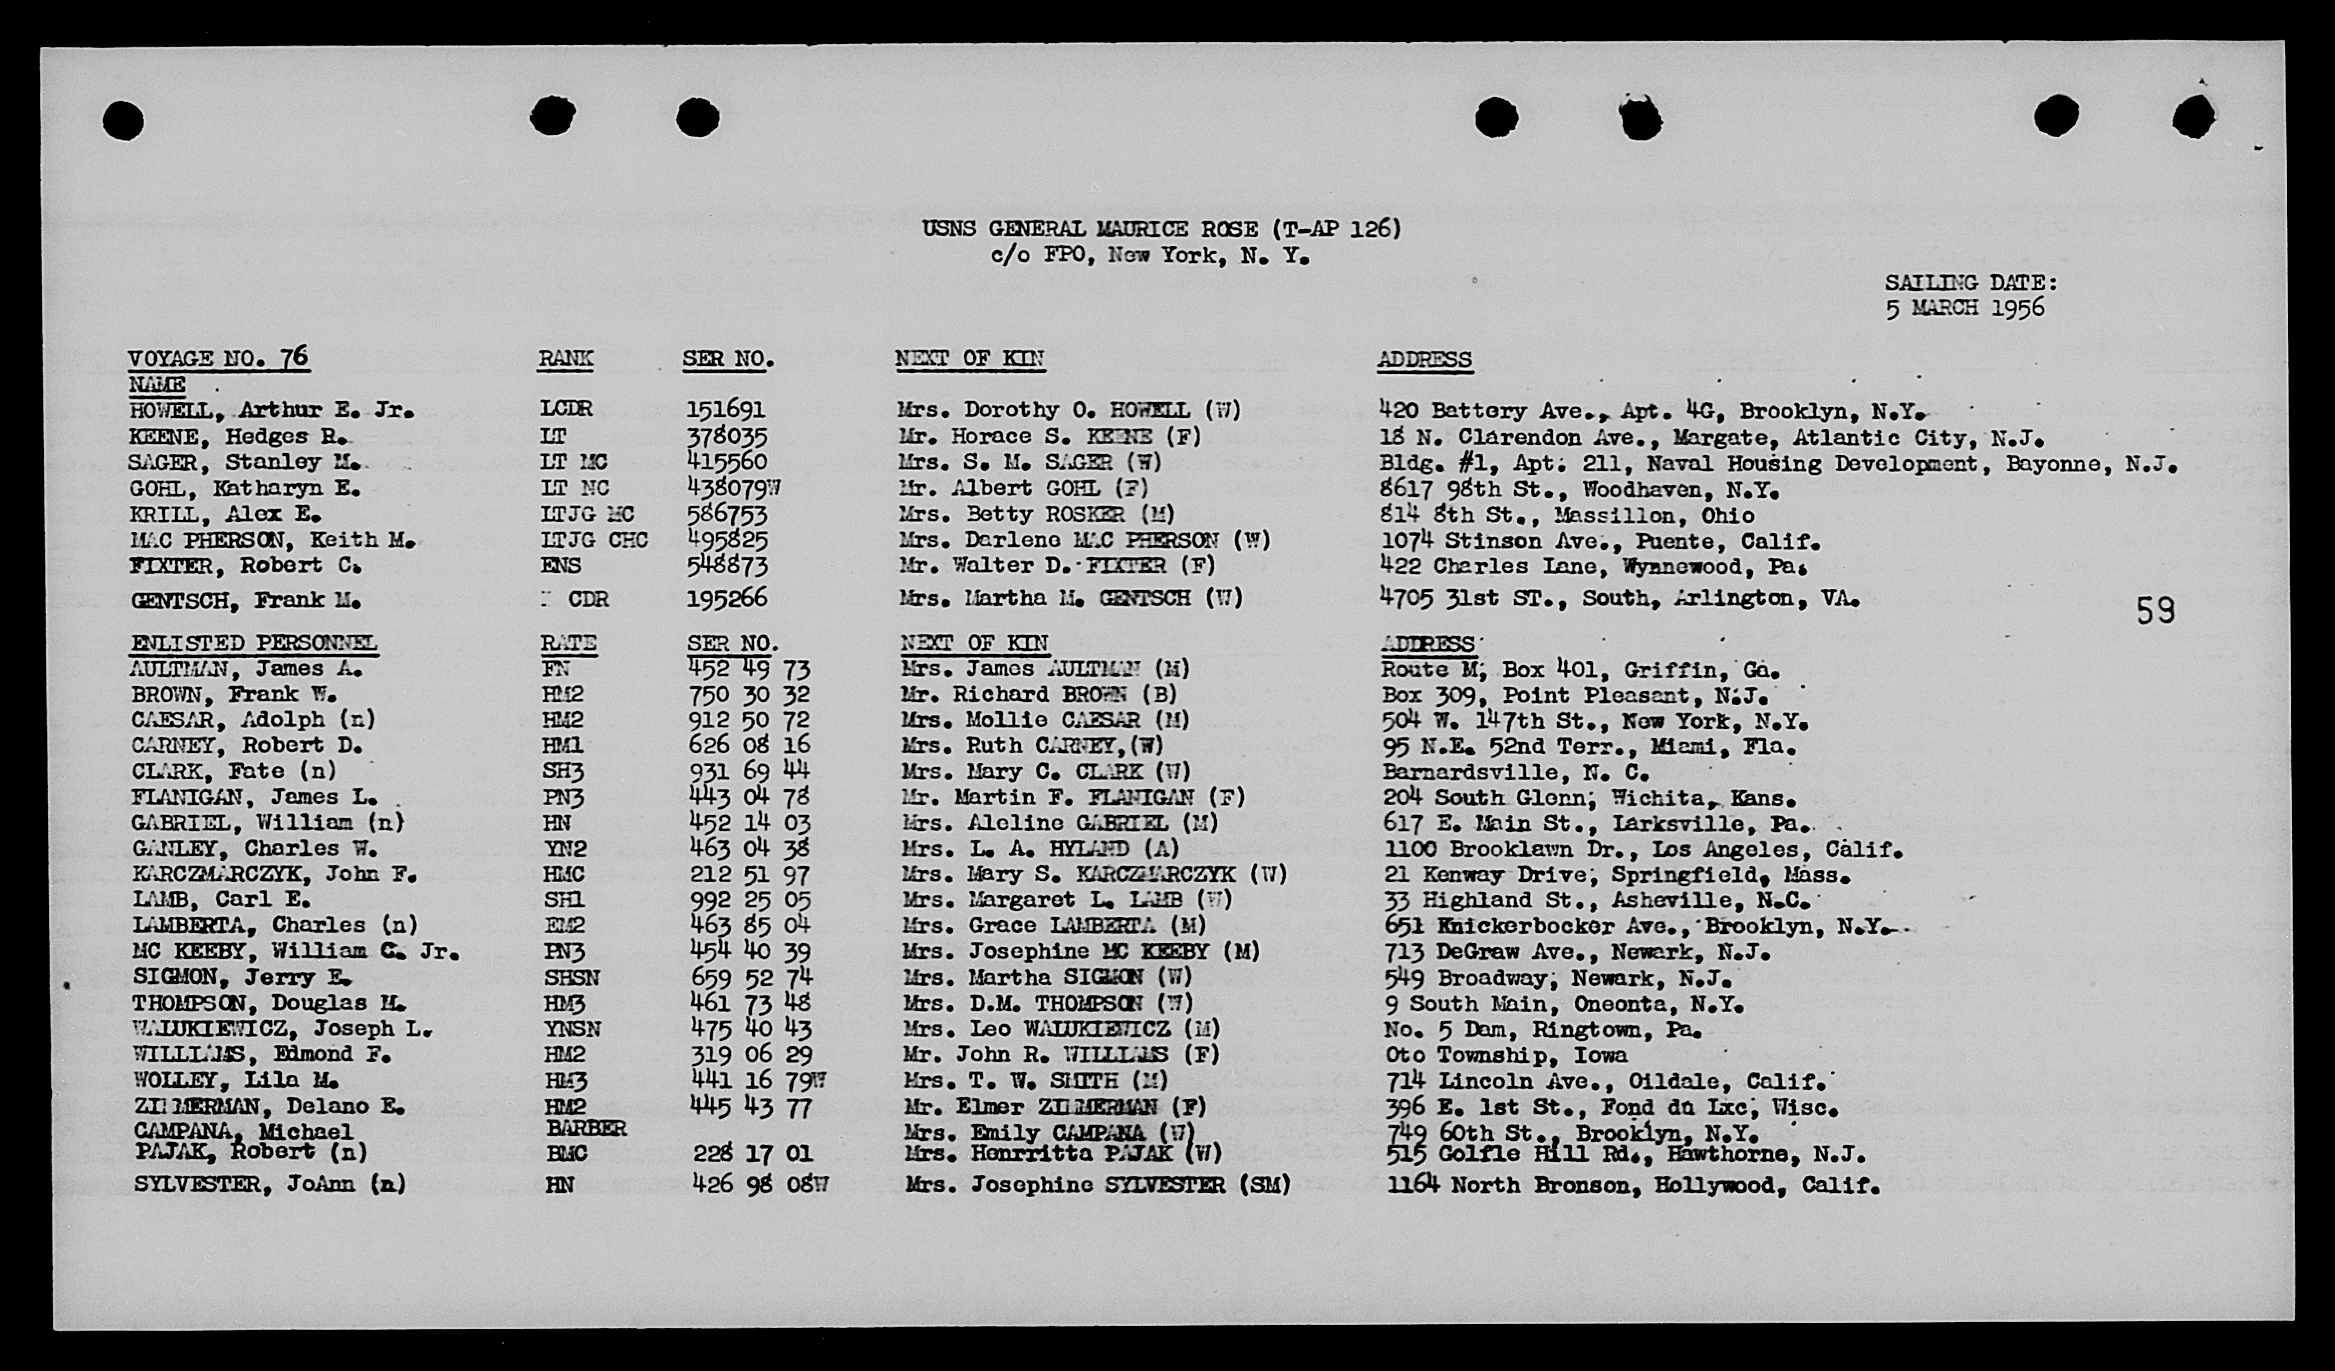 USNS GENERAL MAURICE ROSE (T-AP 126)
c/o FPO, New York, N. Y.
SAILING DATE:
5 MARCH 1956
VOYAGE NO. 76 RANK SER NO. NEXT OF KIN ADDRESS
NAME
HOWELL, Arthur E. Jr. LCDR 151691 Mrs. Dorothy O. HOWELL (W) 420 Battery Ave., Apt. 4G, Brooklyn, N.Y.
KEENE, Hedges R. LT 378035 Mr. Horace S. KEENE (F) 18 N. Clarendon Ave., Margate, Atlantic City, N.J.
SAGER, Stanley M. LT MC 415560 Mrs. S. M. SAGER (W) Bldg. #1, Apt. 211, Naval Housing Development, Bayonne, N.J.
GOHL, Katharyn E. LT NC 438079W Mr. Albert GOHL (F) 8617 98th St., Woodhaven, N.Y.
KRILL, Alex E. LTJG MC 586753 Mrs. Betty ROSKER (M) 814 8th St., Massillon, Ohio
MAC PHERSON, Keith M. LTJG CHC 495825 Mrs. Darlene MAC PHERSON (W) 1074 Stinson Ave., Puente, Calif.
FIXTER, Robert C. ENS 548873 Mr. Walter D. FIXTER (F) 422 Charles Lane, Wynnewood, Pa.
GENTSCH, Frank M. CDR 195266 Mrs. Martha M. GENTSCH (W) 4705 31st ST., South, Arlington, VA.
59
ENLISTED PERSONNEL RATE SER NO. NEXT OF KIN ADDRESS
AULTMAN, James A. FN 452 49 73 Mrs. James AULTMAN (M) Route M; Box 401, Griffin, Ga.
BROWN, Frank W. HM2 750 30 32 Mr. Richard BROWN (B) Box 309, Point Pleasant, N.J.
CAESAR, Adolph (n) HM2 912 50 72 Mrs. Mollie CAESAR (M) 504 W. 147th St., New York, N.Y.
CARNEY, Robert D. HM1 626 08 16 Mrs. Ruth CARNEY,(W) 95 N.E. 52nd Terr., Miami, Fla.
CLARK, Fate (n) SH3 931 69 44 Mrs. Mary C. CLARK (W) Barnardsville, N. C.
FLANIGAN, James L. PN3 443 04 78 Mr. Martin F. FLANIGAN (F) 204 South Glenn; Wichita, Kans.
GABRIEL, William (n) HN 452 14 03 Mrs. Aleline GABRIEL (M) 617 E. Main St., Larksville, Pa.
GANLEY, Charles W. YN2 463 04 38 Mrs. L. A. HYLAND (A) 1100 Brooklawn Dr., Los Angeles, Calif.
KARCZMARCZYK, John F. HMC 212 51 97 Mrs. Mary S. KARCZMARCZYK (W) 21 Kenway Drive; Springfield, Mass.
LAMB, Carl E. SH1 992 25 05 Mrs. Margaret L. LAMB (W) 33 Highland St., Asheville, N.C.
LAMBERTA, Charles (n) EM2 463 85 04 Mrs. Grace LAMBERTA (M) 651 Knickerbocker Ave., Brooklyn, N.Y.
MC KEEBY, William C. Jr. PN3 454 40 39 Mrs. Josephine MC KEEBY (M) 713 DeGraw Ave., Newark, N.J.
SIGMON, Jerry E. SHSN 659 52 74 Mrs. Martha SIGMON (W) 549 Broadway; Newark, N.J.
THOMPSON, Douglas M. HM3 461 73 48 Mrs. D.M. THOMPSON (W) 9 South Main, Oneonta, N.Y.
WALUKIEWICZ, Joseph L. YNSN 475 40 43 Mrs. Leo WALUKIEWICZ (M) No. 5 Dam, Ringtown, Pa.
WILLIAMS, Edmond F. HM2 319 06 29 Mr. John R. WILLIAMS (F) Oto Township, Iowa
WOLLEY, Lila M. HM3 441 16 79W Mrs. T. W. SMITH (M) 714 Lincoln Ave., Oildale, Calif.
ZIMMERMAN, Delano E. HM2 445 43 77 Mr. Elmer ZIMMERMAN (F) 396 E. 1st St., Fond du Lxc; Wisc.
CAMPANA, Michael BARBER Mrs. Emily CAMPANA (W) 749 60th St., Brooklyn, N.Y.
PAJAK, Robert (n) BMC 228 17 01 Mrs. Henrritta PAJAK (W) 515 Golfle Hill Rd., Hawthorne, N.J.
SYLVESTER, JoAnn (n) HN 426 98 08W Mrs. Josephine SYLVESTER (SM) 1164 North Bronson, Hollywood, Calif.